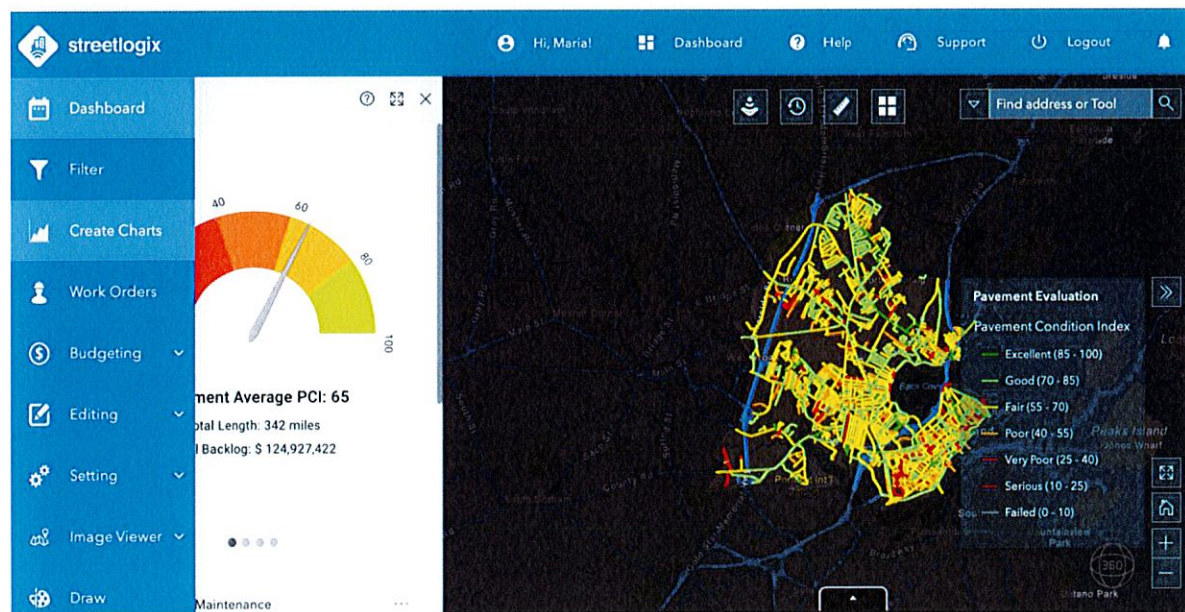 streetlogix
Hi, Maria!
Dashboard
Help
Support
Logout
Dashboard
Filter
Create Charts
Work Orders
Budgeting
Editing
Setting
Image Viewer
Draw
40
60
80
100
ment Average PCI: 65
otal Length: 342 miles
l Backlog: $ 124,927,422
Maintenance
Find address or Tool
Pavement Evaluation
Pavement Condition Index
Excellent (85 - 100)
Good (70 - 85)
Fair (55 - 70)
Poor (40 - 55)
Very Poor (25 - 40)
Serious (10 - 25)
Failed (0 - 10)
Back Cove
Peaks Island
Park
360